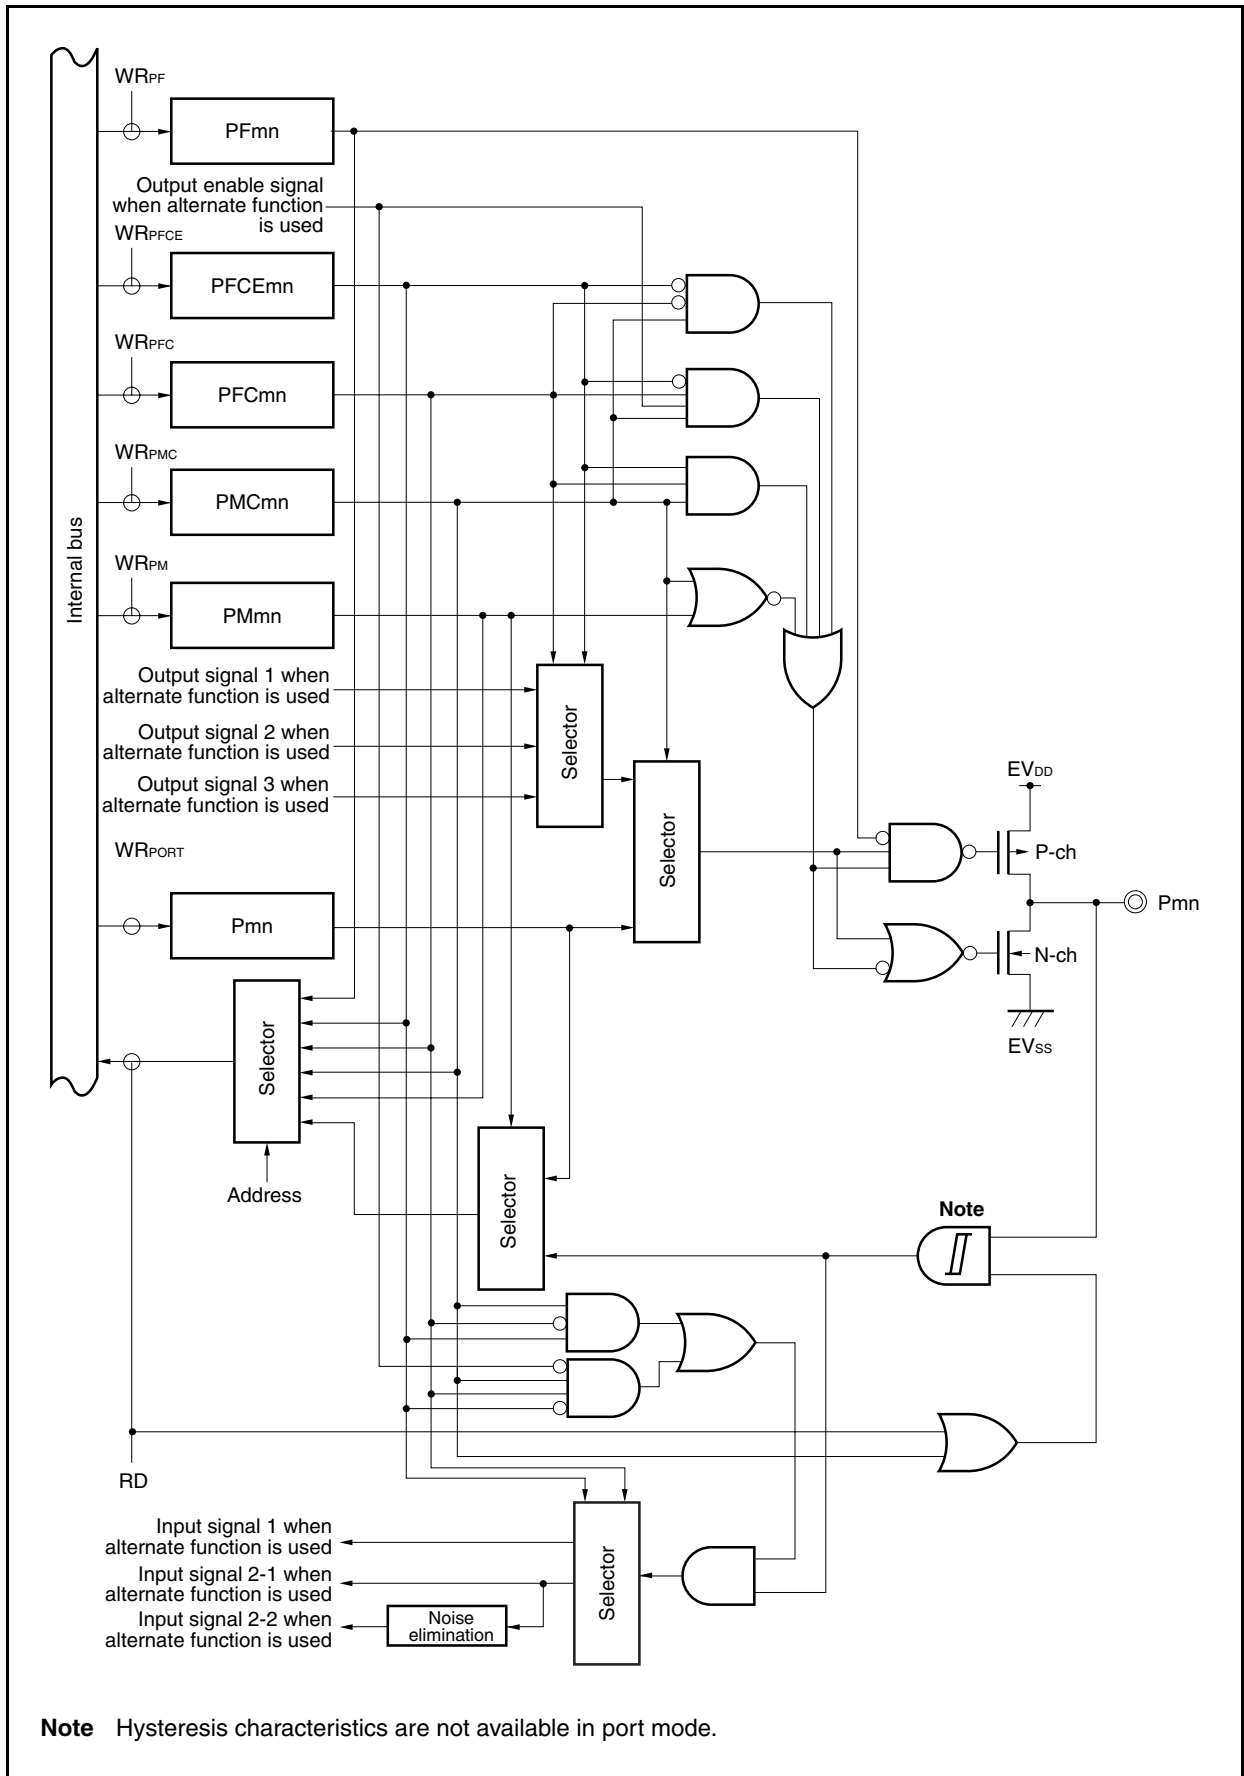 WRPF
PFmn
Output enable signal
when alternate function
is used
WRPFCE
PFCEmn
WRPFC
PFCmn
WRPMC
PMCmn
Internal bus
WRPM
PMmn
Output signal 1 when
alternate function is used
Output signal 2 when
alternate function is used
Output signal 3 when
alternate function is used
Selector
Selector
EVDD
P-ch
WRPORT
Pmn
Pmn
N-ch
EVSS
Selector
Address
Selector
Note
RD
Input signal 1 when
alternate function is used
Input signal 2-1 when
alternate function is used
Input signal 2-2 when
alternate function is used
Noise
elimination
Selector
Note Hysteresis characteristics are not available in port mode.